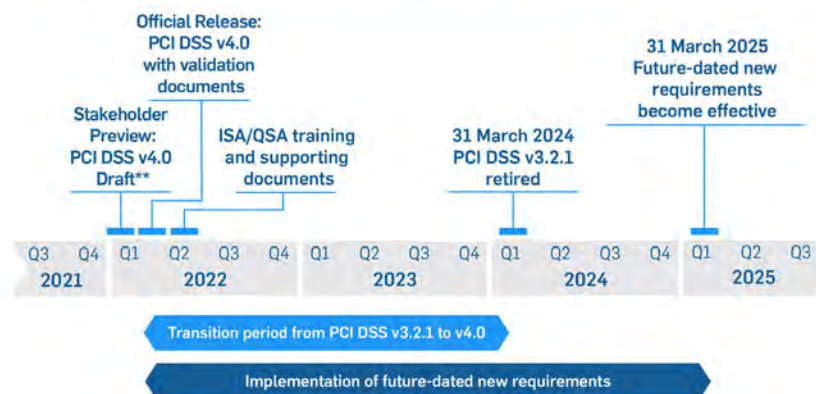 Official Release:
PCI DSS v4.0
with validation
documents
Stakeholder
Preview:
PCI DSS v4.0
Draft**
ISA/QSA training
and supporting
documents
31 March 2024
PCI DSS v3.2.1
retired
31 March 2025
Future-dated new
requirements
become effective
Q3 Q4 Q1 Q2 Q3 Q4 Q1 Q2 Q3 Q4 Q1 Q2 Q3 Q4 Q1 Q2 Q3
2021 2022 2023 2024 2025
Transition period from PCI DSS v3.2.1 to v4.0
Implementation of future-dated new requirements